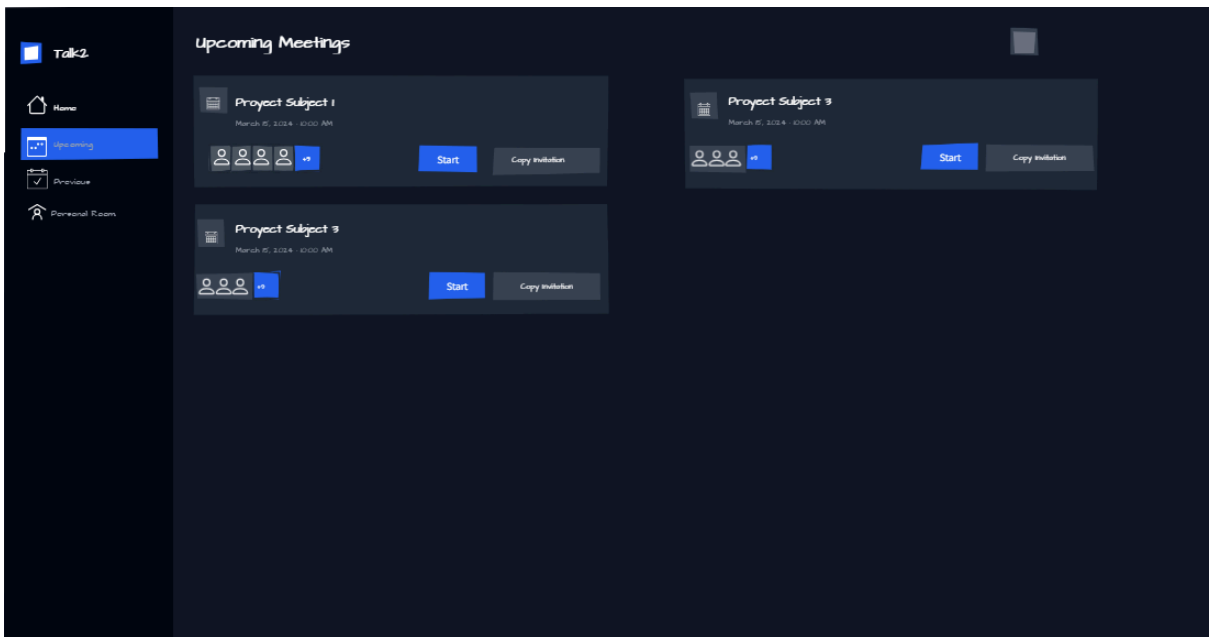 Talk2
Home
Upcoming
Previous
Personal Room
Upcoming Meetings
Proyect Subject 1
March 15, 2024 - 10:00 AM
+9
Start
Copy Invitation
Proyect Subject 3
March 15, 2024 - 10:00 AM
+9
Start
Copy Invitation
Proyect Subject 3
March 15, 2024 - 10:00 AM
+9
Start
Copy Invitation